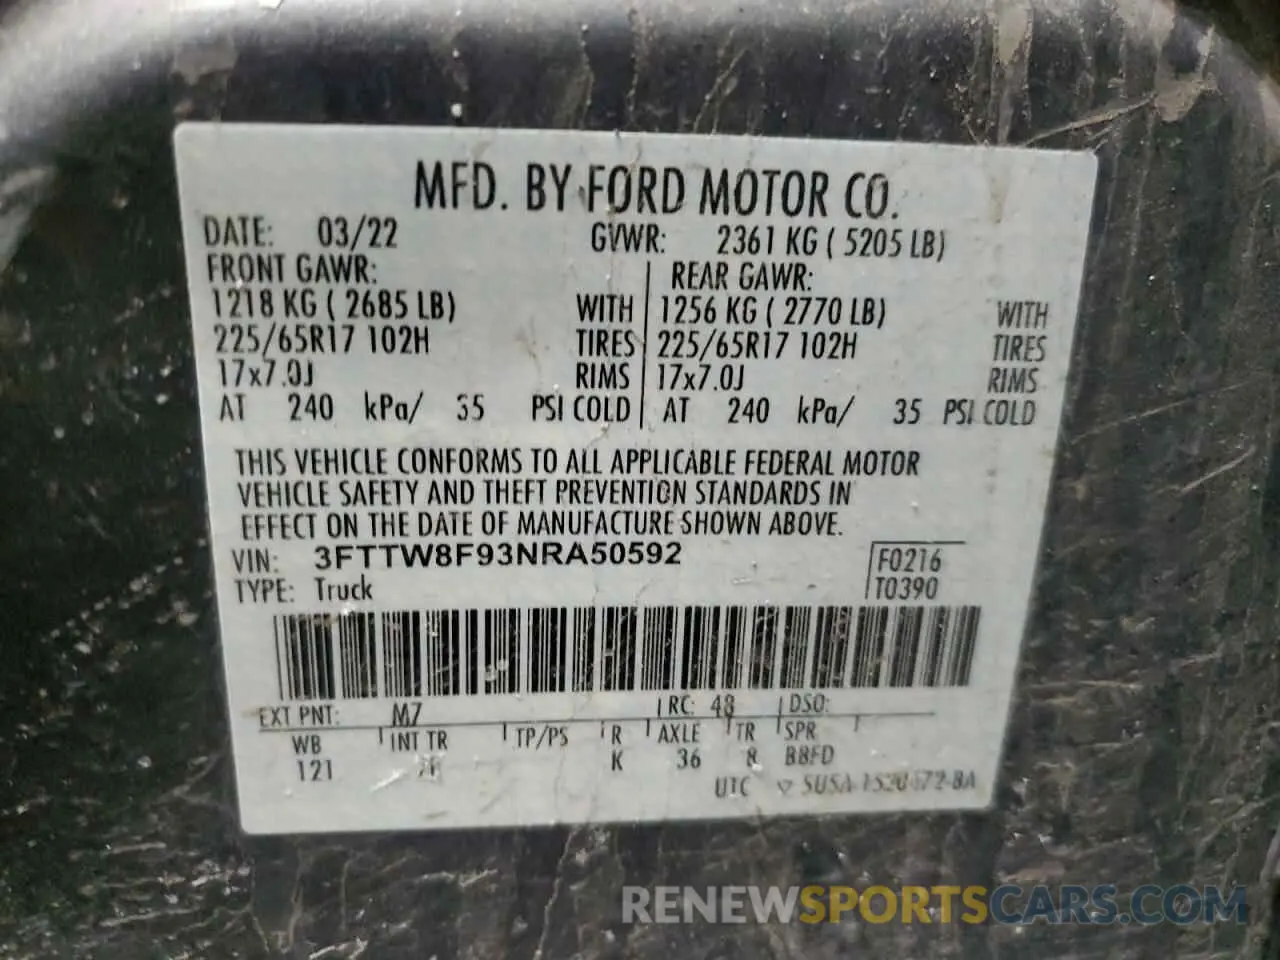 MFD. BY FORD MOTOR CO.
DATE: 03/22 GVWR: 2361 KG ( 5205 LB)
FRONT GAWR: REAR GAWR:
1218 KG ( 2685 LB) WITH 1256 KG ( 2770 LB) WITH
225/65R17 102H TIRES 225/65R17 102H TIRES
17x7.0J RIMS 17x7.0J RIMS
AT 240 kPa/ 35 PSI COLD AT 240 kPa/ 35 PSI COLD
THIS VEHICLE CONFORMS TO ALL APPLICABLE FEDERAL MOTOR
VEHICLE SAFETY AND THEFT PREVENTION STANDARDS IN
EFFECT ON THE DATE OF MANUFACTURE SHOWN ABOVE.
VIN: 3FTTW8F93NRA50592 F0216
TYPE: Truck T0390
EXT PNT: M7 RC: 48 DSO:
WB INT TR TP/PS R AXLE TR SPR
121 K 36 8 B8FD
UTC
RENEWSPORTSCARS.COM